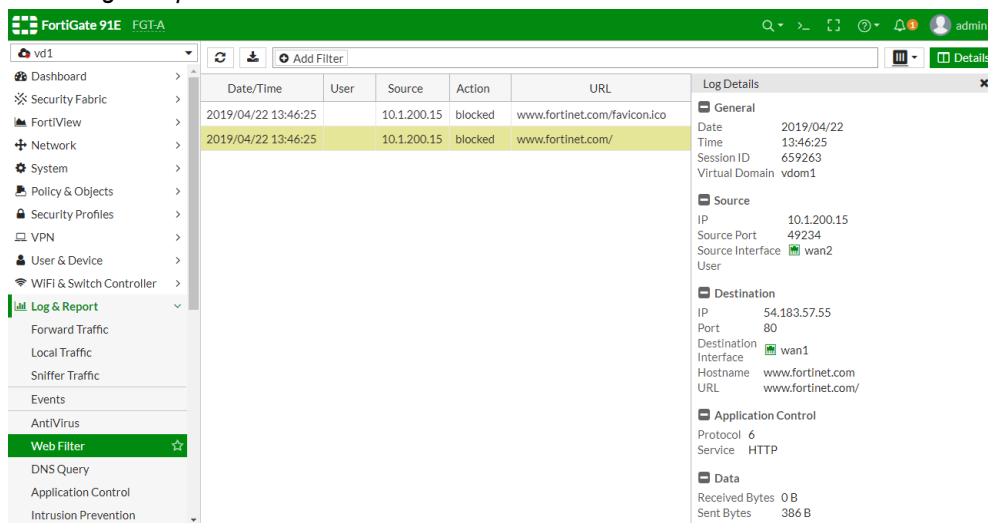 FortiGate 91E FGT-A
admin
1
vd1
Add Filter
Details
Dashboard
Security Fabric
FortiView
Network
System
Policy & Objects
Security Profiles
VPN
User & Device
WiFi & Switch Controller
Log & Report
Forward Traffic
Local Traffic
Sniffer Traffic
Events
AntiVirus
Web Filter
DNS Query
Application Control
Intrusion Prevention
Date/Time User Source Action URL
2019/04/22 13:46:25 10.1.200.15 blocked www.fortinet.com/favicon.ico
2019/04/22 13:46:25 10.1.200.15 blocked www.fortinet.com/
Log Details
General
Date 2019/04/22
Time 13:46:25
Session ID 659263
Virtual Domain vdom1
Source
IP 10.1.200.15
Source Port 49234
Source Interface wan2
User
Destination
IP 54.183.57.55
Port 80
Destination
Interface wan1
Hostname www.fortinet.com
URL www.fortinet.com/
Application Control
Protocol 6
Service HTTP
Data
Received Bytes 0 B
Sent Bytes 386 B